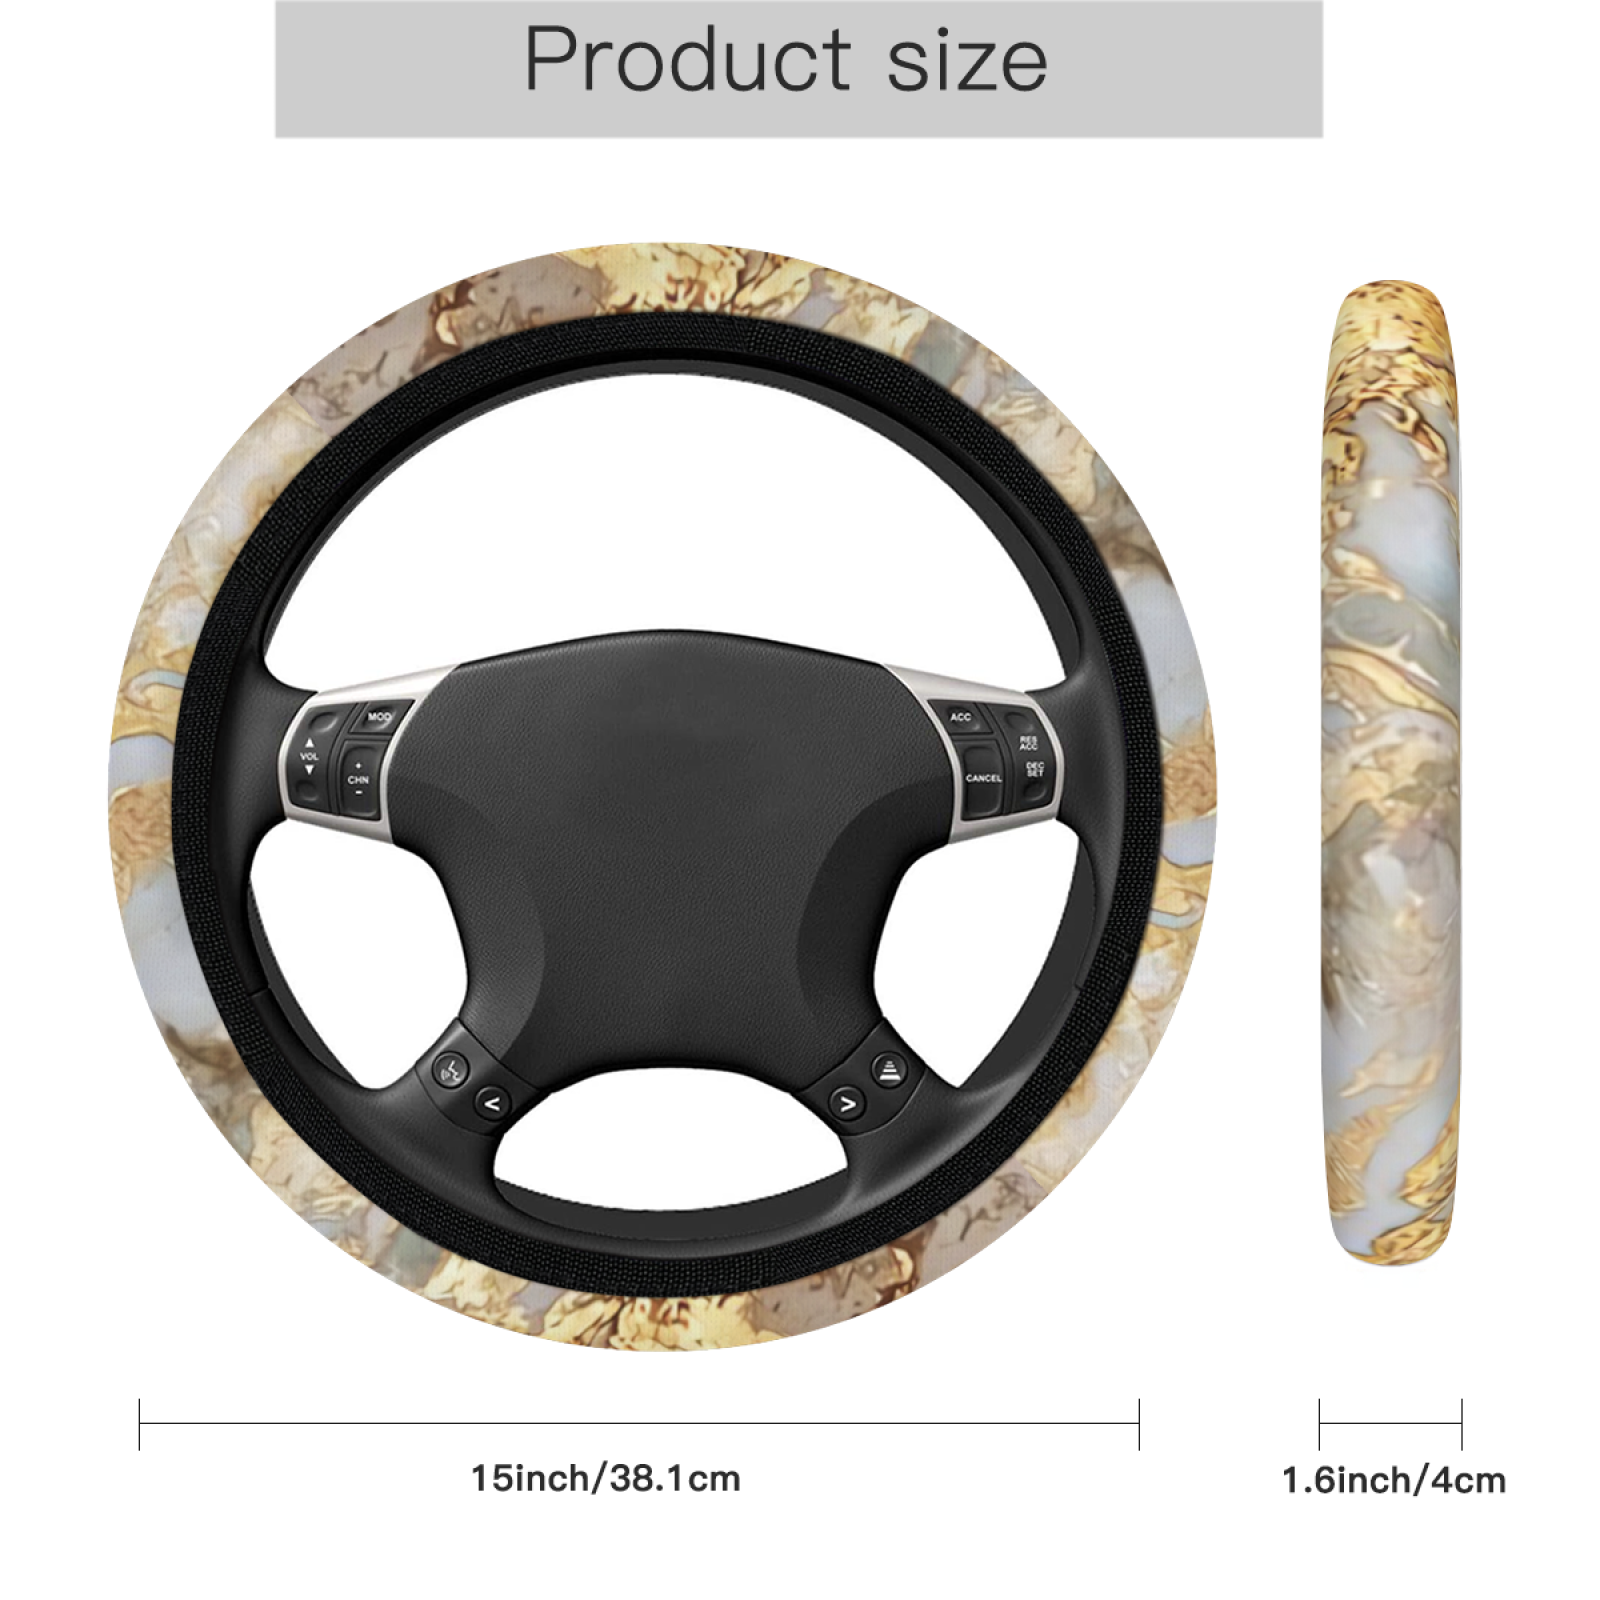 Product size
MOD
VOL
+
CHN
-
ACC
RES
ACC
CANCEL
DEC
SET
<
>
15inch/38.1cm
1.6inch/4cm